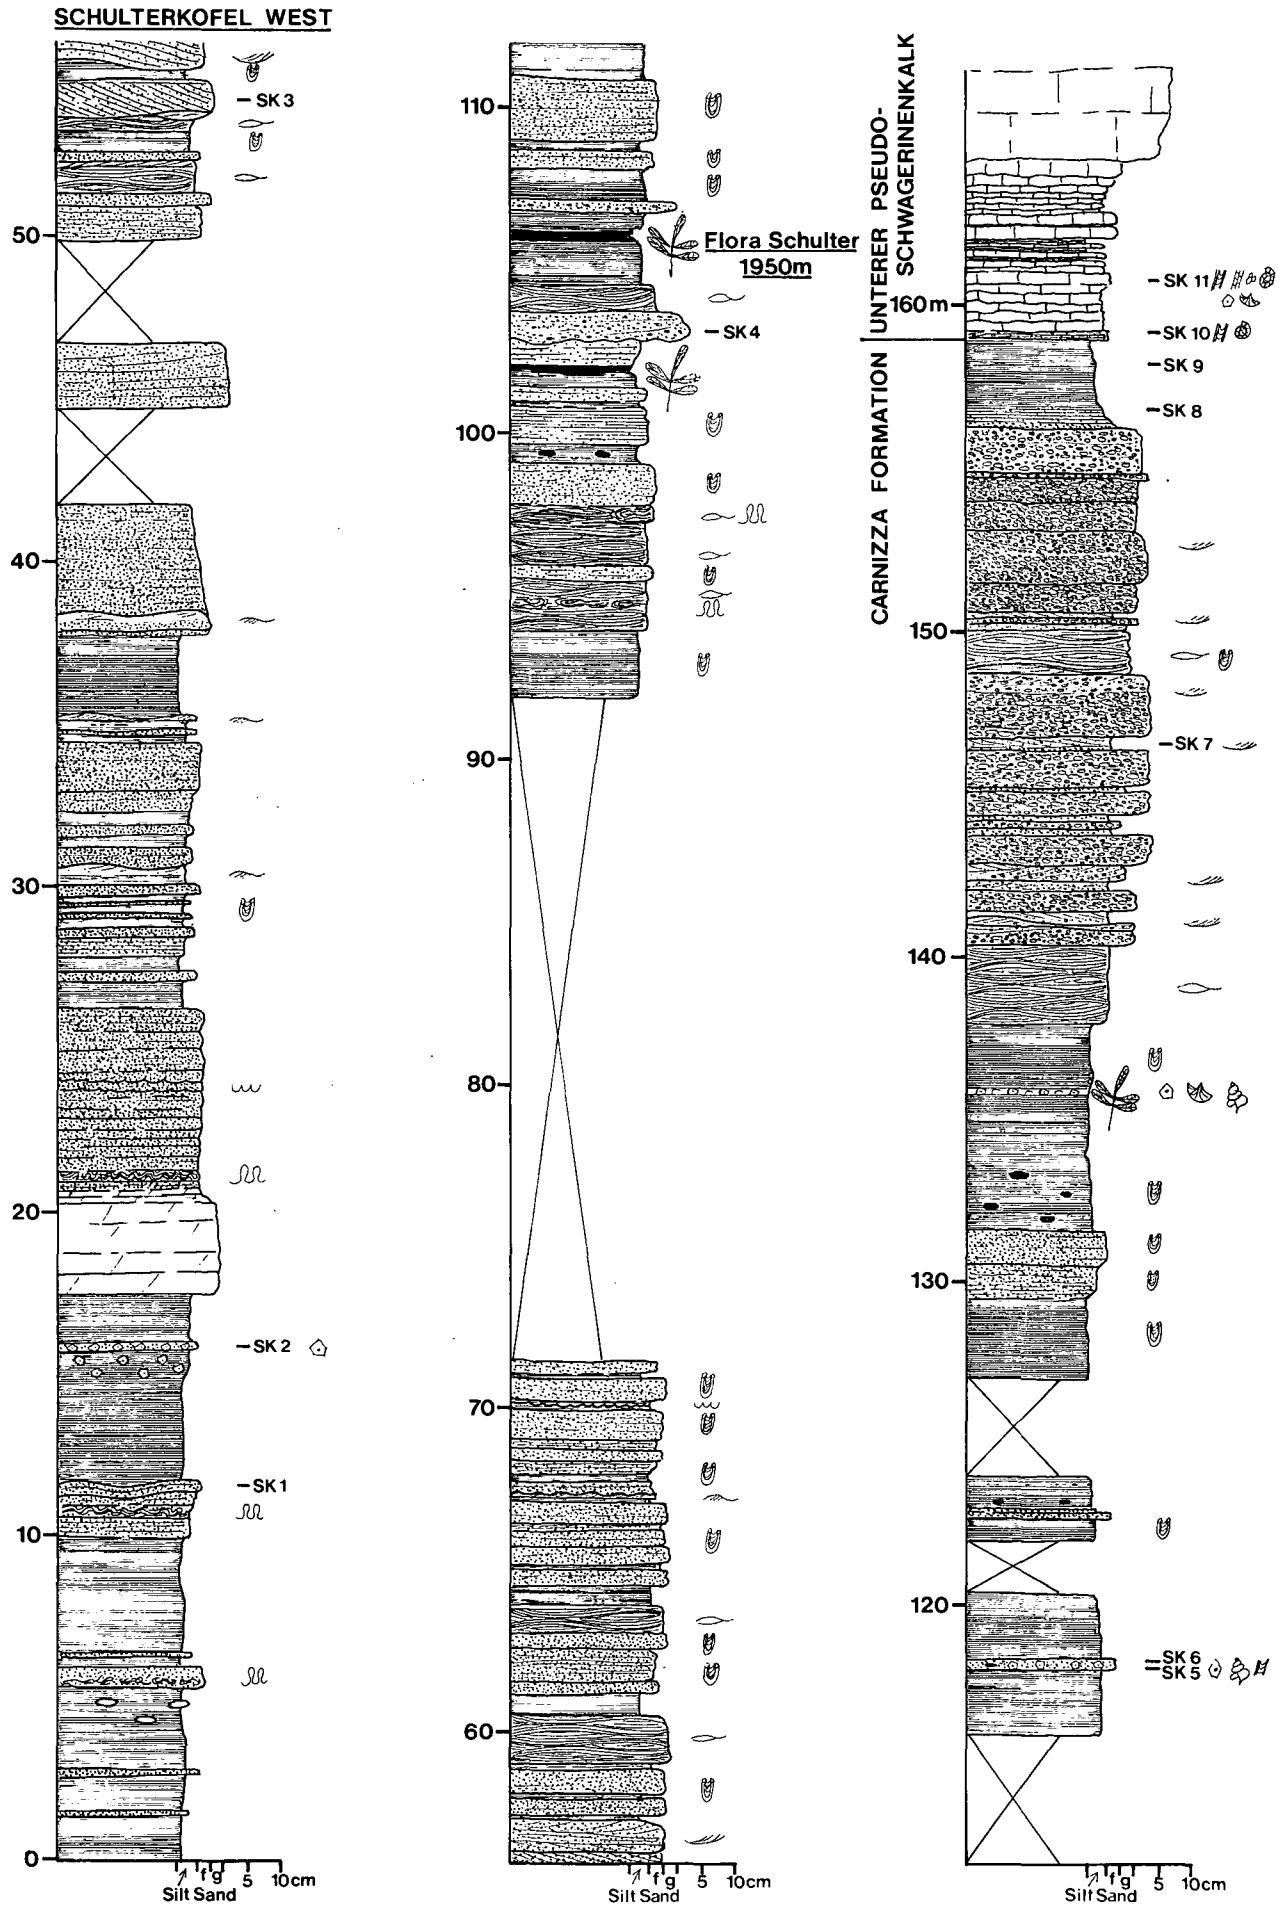 SCHULTERKOFEL WEST
SK 3
50
40
30
20
SK 2
SK 1
10
0
f g 5 10cm
Silt Sand
110
Flora Schulter
1950m
SK 4
100
90
80
70
60
f g 5 10cm
Silt Sand
UNTERER PSEUDO-
SCHWAGERINENKALK
CARNIZZA FORMATION
SK 11
160m
SK 10
SK 9
SK 8
150
SK 7
140
130
120
SK 6
SK 5
f g 5 10cm
Silt Sand